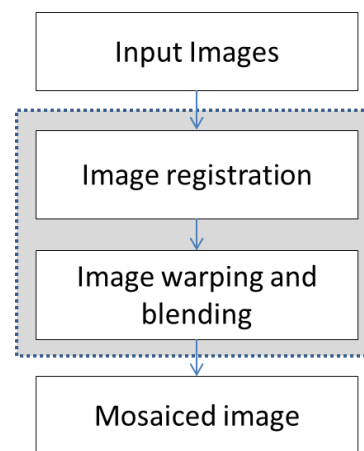 Input Images
Image registration
Image warping and
blending
Mosaiced image